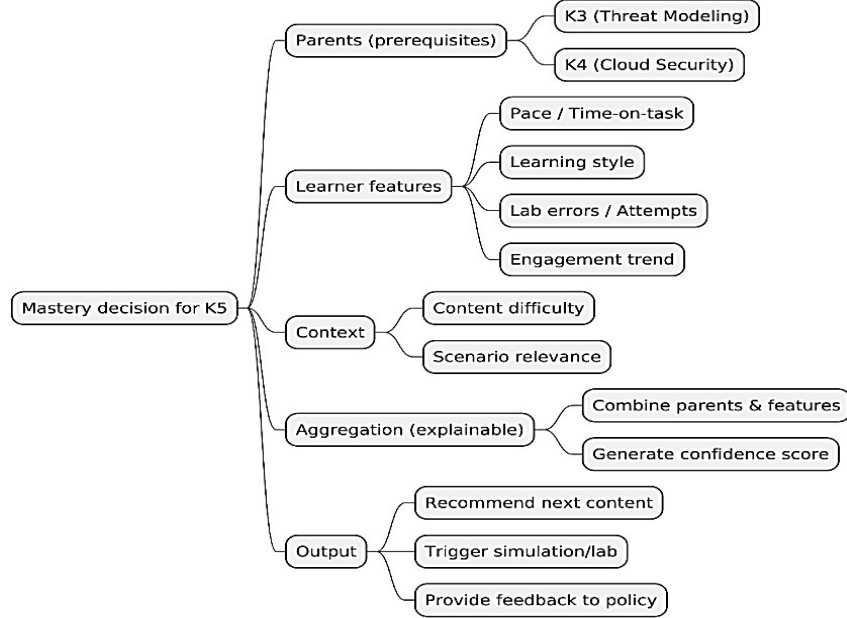 Mastery decision for K5
Parents (prerequisites)
K3 (Threat Modeling)
K4 (Cloud Security)
Learner features
Pace / Time-on-task
Learning style
Lab errors / Attempts
Engagement trend
Context
Content difficulty
Scenario relevance
Aggregation (explainable)
Combine parents & features
Generate confidence score
Output
Recommend next content
Trigger simulation/lab
Provide feedback to policy